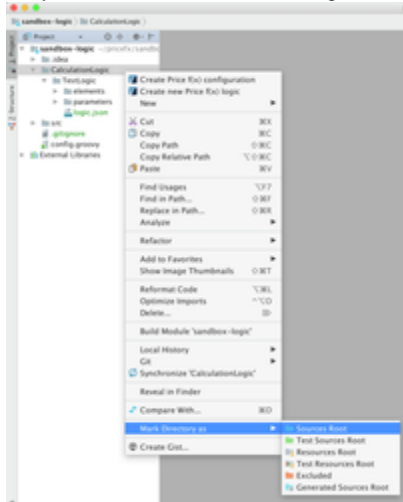 sandbox-logic
CalculationLogic
Project
sandbox-logic
.idea
CalculationLogic
TestLogic
elements
parameters
logic.json
src
.gitignore
config.groovy
External Libraries
Structure
Create Price f(x) configuration
Create new Price f(x) logic
New
Cut ⌘X
Copy ⌘C
Copy Path ⇧⌘C
Copy Relative Path ⌥⇧⌘C
Paste ⌘V
Find Usages ⌥F7
Find in Path... ⇧⌘F
Replace in Path... ⇧⌘R
Analyze
Refactor
Add to Favorites
Show Image Thumbnails ⇧⌘T
Reformat Code ⌥⌘L
Optimize Imports ^⌥O
Delete...
Build Module 'sandbox-logic'
Local History
Git
Synchronize 'CalculationLogic'
Reveal in Finder
Compare With... ⌘D
Mark Directory as
Sources Root
Test Sources Root
Resources Root
Test Resources Root
Excluded
Generated Sources Root
Create Gist...